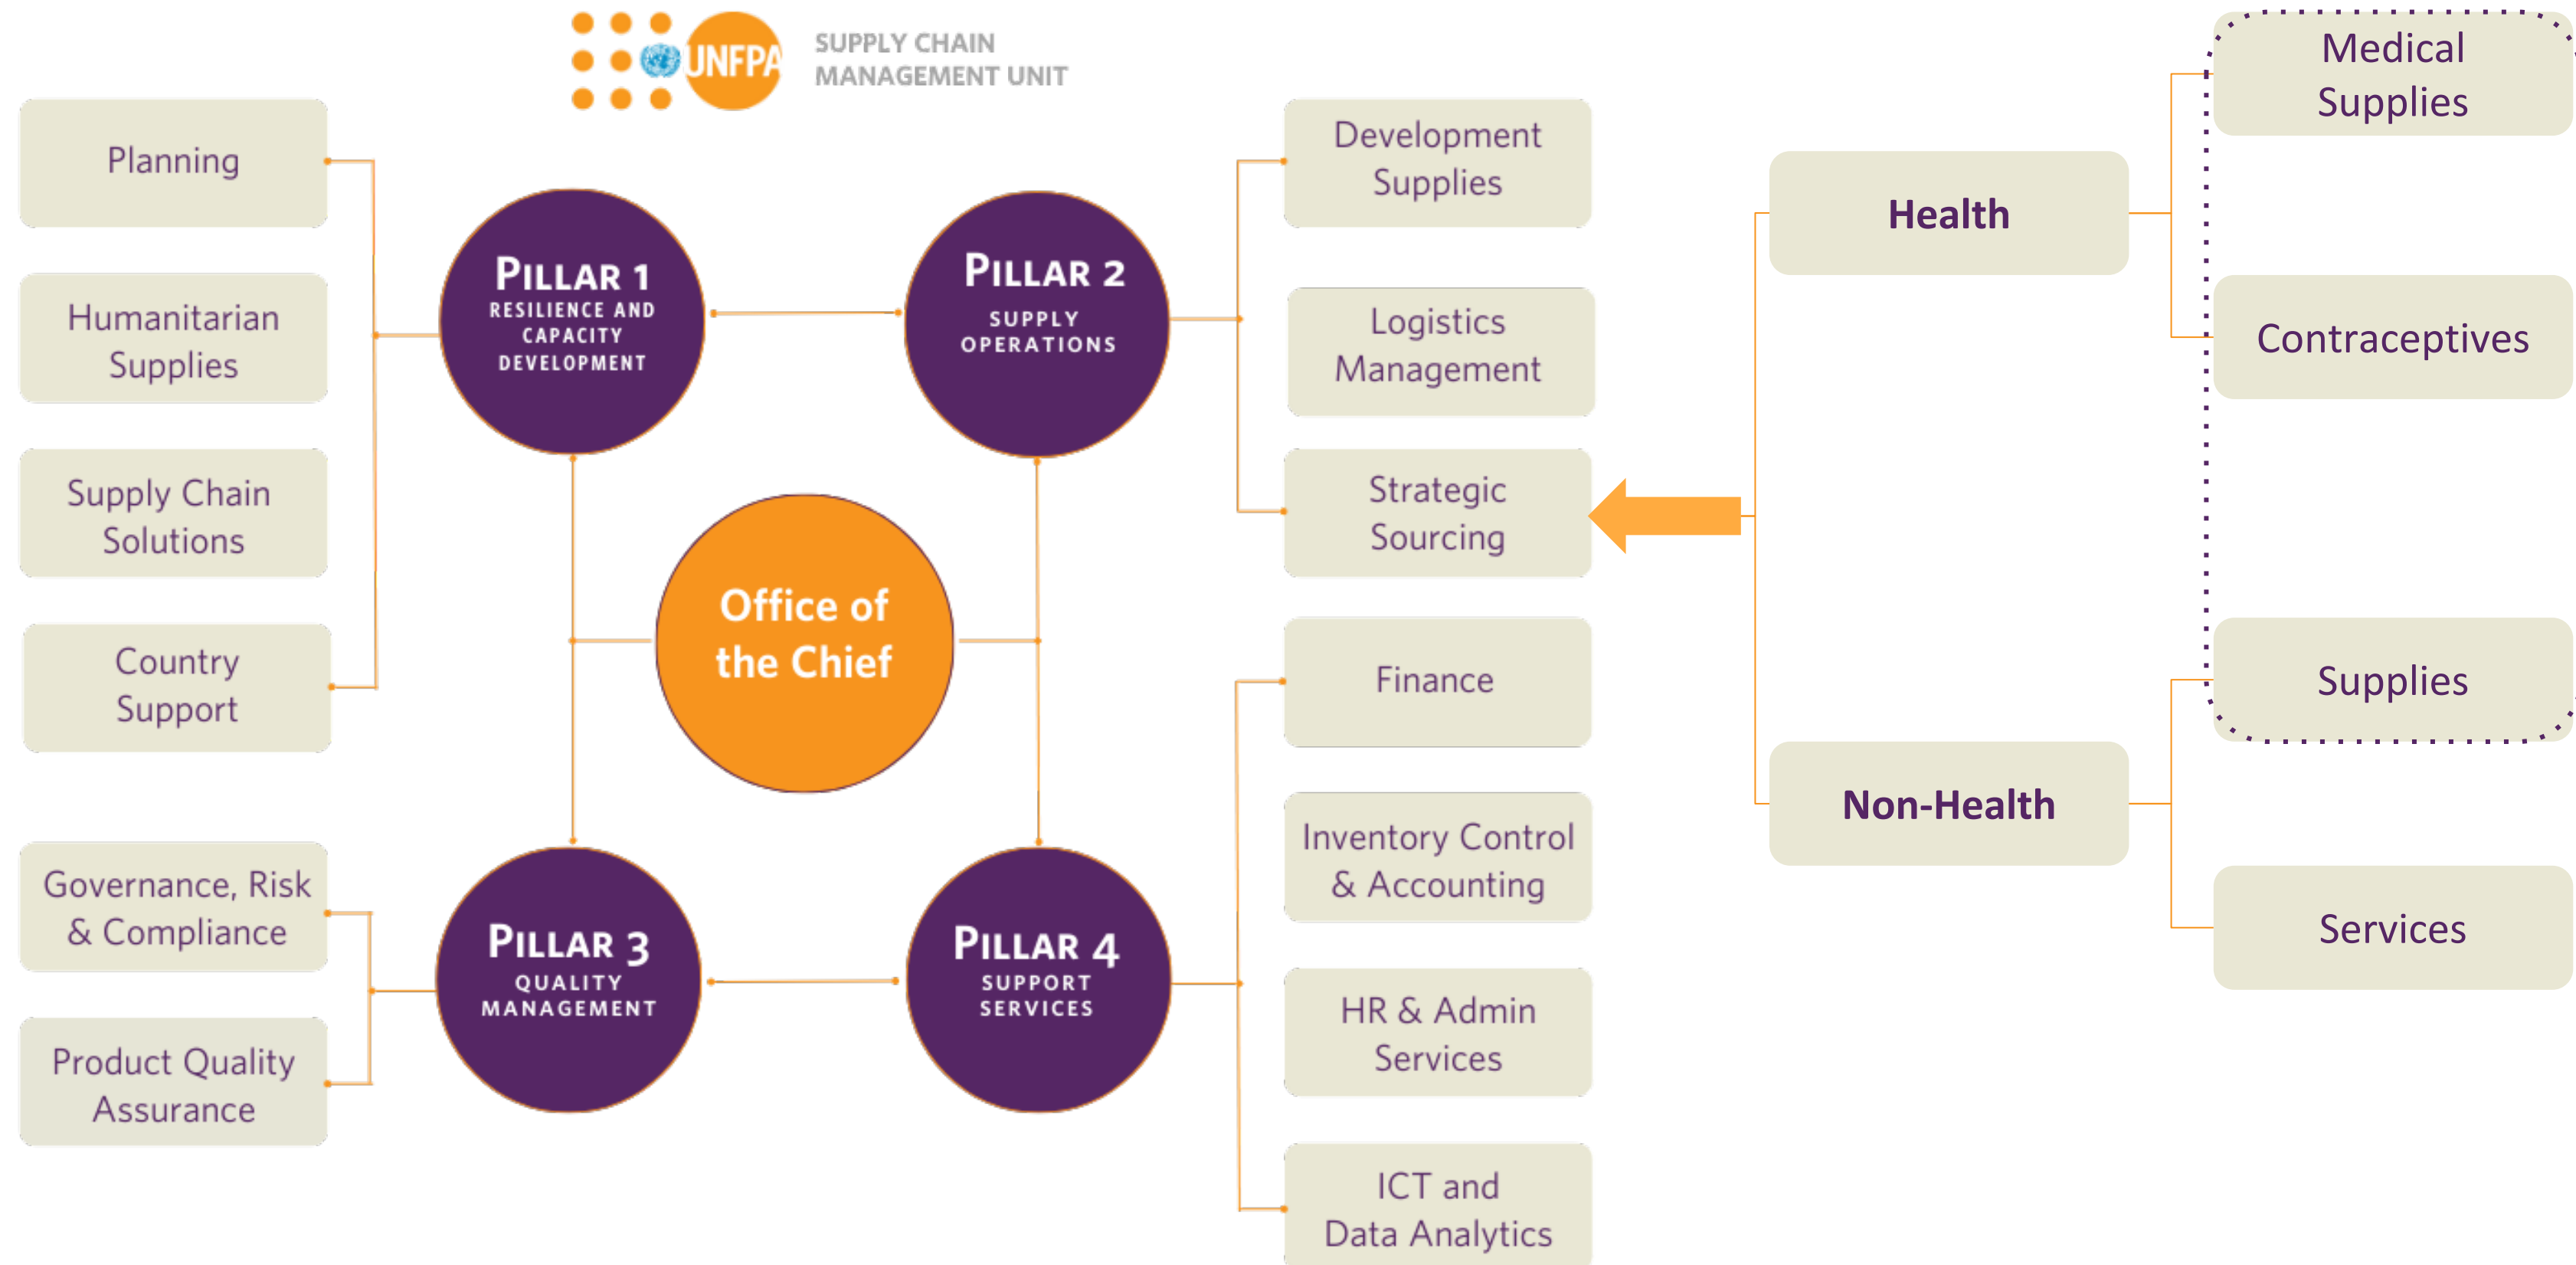 UNFPA
SUPPLY CHAIN
MANAGEMENT UNIT
Planning
Humanitarian
Supplies
Supply Chain
Solutions
Country
Support
PILLAR 1
RESILIENCE AND
CAPACITY
DEVELOPMENT
PILLAR 2
SUPPLY
OPERATIONS
Development
Supplies
Logistics
Management
Strategic
Sourcing
Office of
the Chief
Governance, Risk
& Compliance
Product Quality
Assurance
PILLAR 3
QUALITY
MANAGEMENT
PILLAR 4
SUPPORT
SERVICES
Finance
Inventory Control
& Accounting
HR & Admin
Services
ICT and
Data Analytics
Health
Medical
Supplies
Contraceptives
Non-Health
Supplies
Services